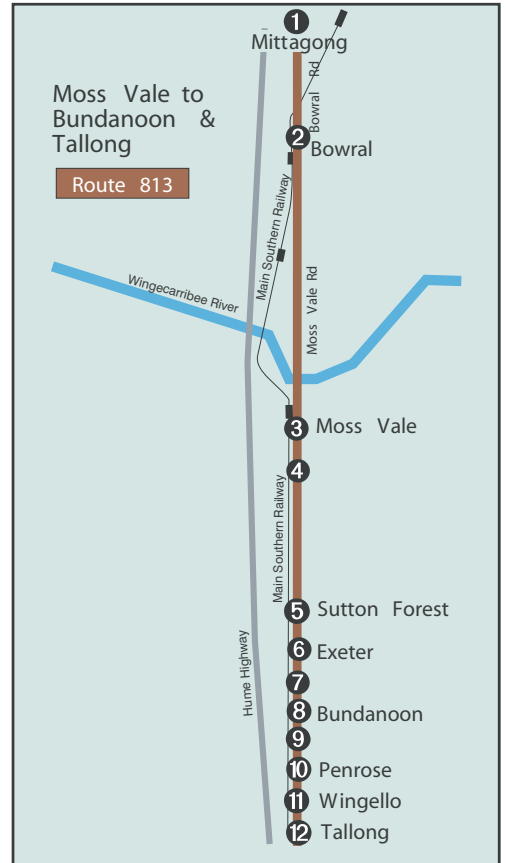 1
Mittagong
Moss Vale to
Bundanoon &
Tallong
Route 813
Bowral Rd
2
Bowral
Main Southern Railway
Wingecarribee River
Moss Vale Rd
3
Moss Vale
4
Main Southern Railway
Hume Highway
5
Sutton Forest
6
Exeter
7
8
Bundanoon
9
10
Penrose
11
Wingello
12
Tallong